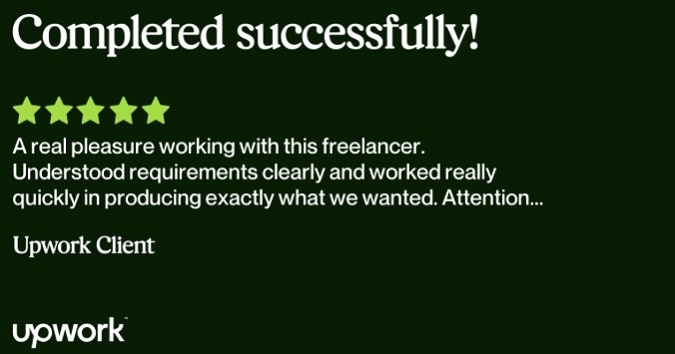 Completed successfully!
A real pleasure working with this freelancer.
Understood requirements clearly and worked really
quickly in producing exactly what we wanted. Attention...
Upwork Client
upwork